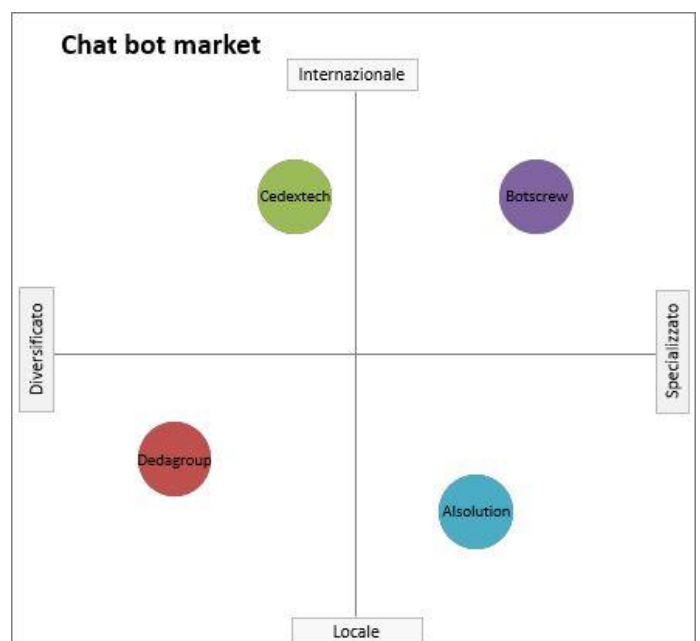 Chat bot market
Internazionale
Cedextech
Botscrew
Diversificato
Specializzato
Dedagroup
AIsolution
Locale